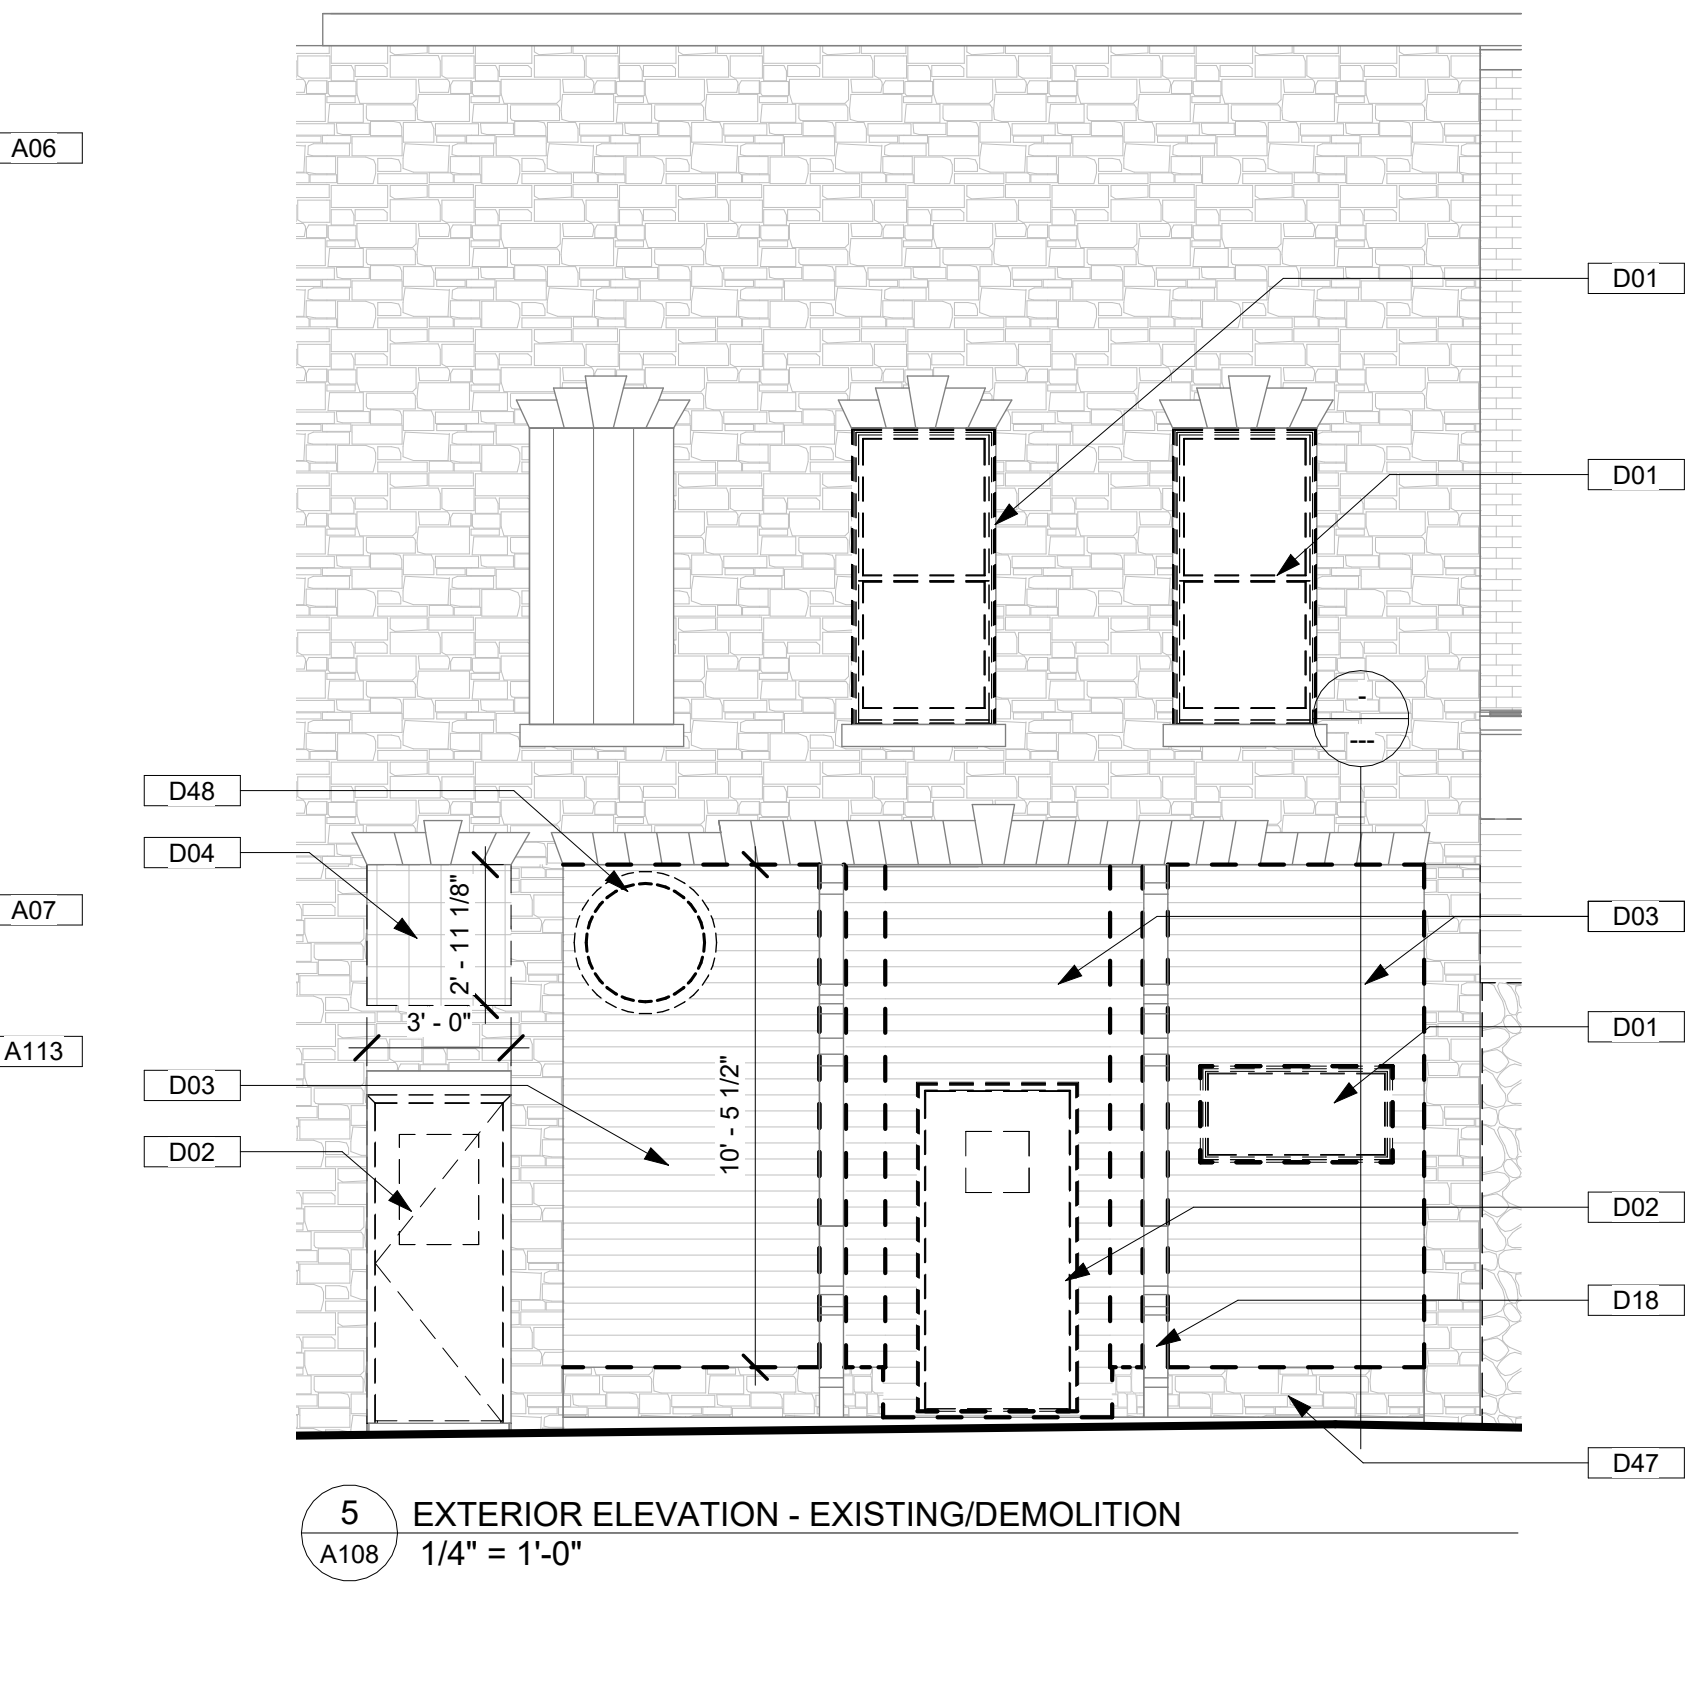 A06
D01
D01
D48
D04
A07
D03
2' - 11 1/8"
3' - 0"
D01
A113
D03
10' - 5 1/2"
D02
D02
D18
D47
-
---
5
A108
EXTERIOR ELEVATION - EXISTING/DEMOLITION
1/4" = 1'-0"